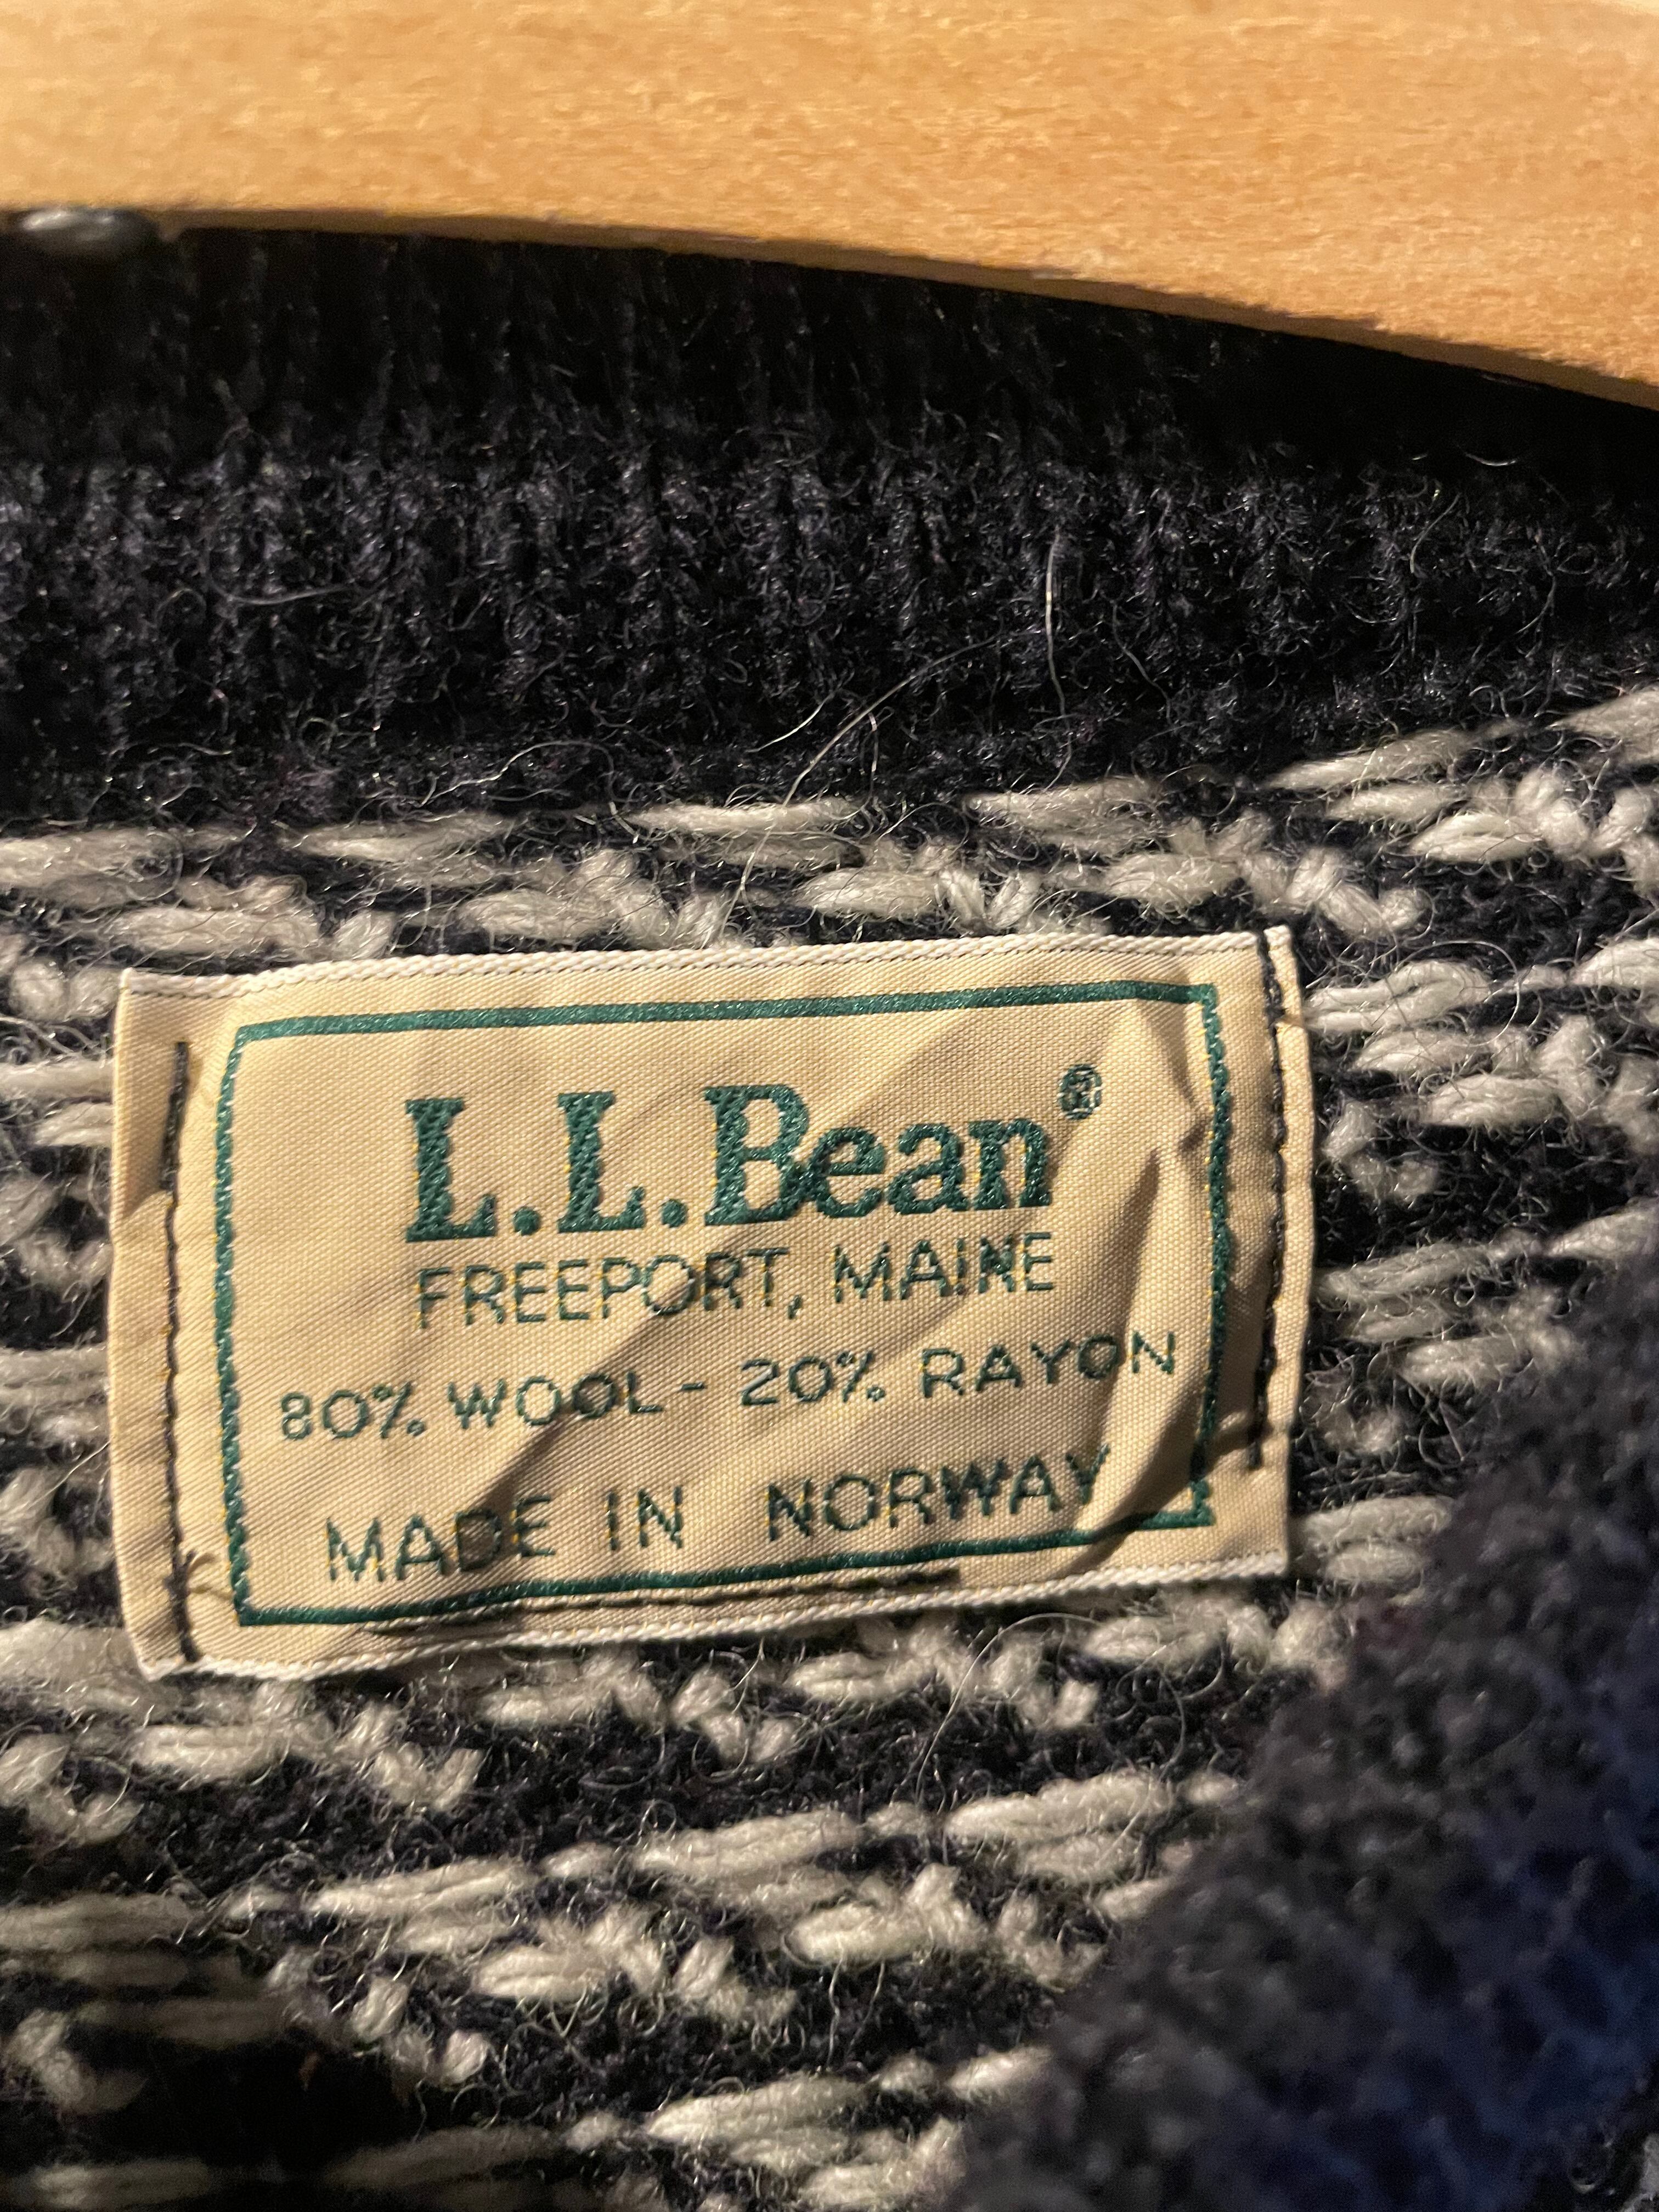 L.L.Bean®
FREEPORT, MAINE
80% WOOL - 20% RAYON
MADE IN NORWAY